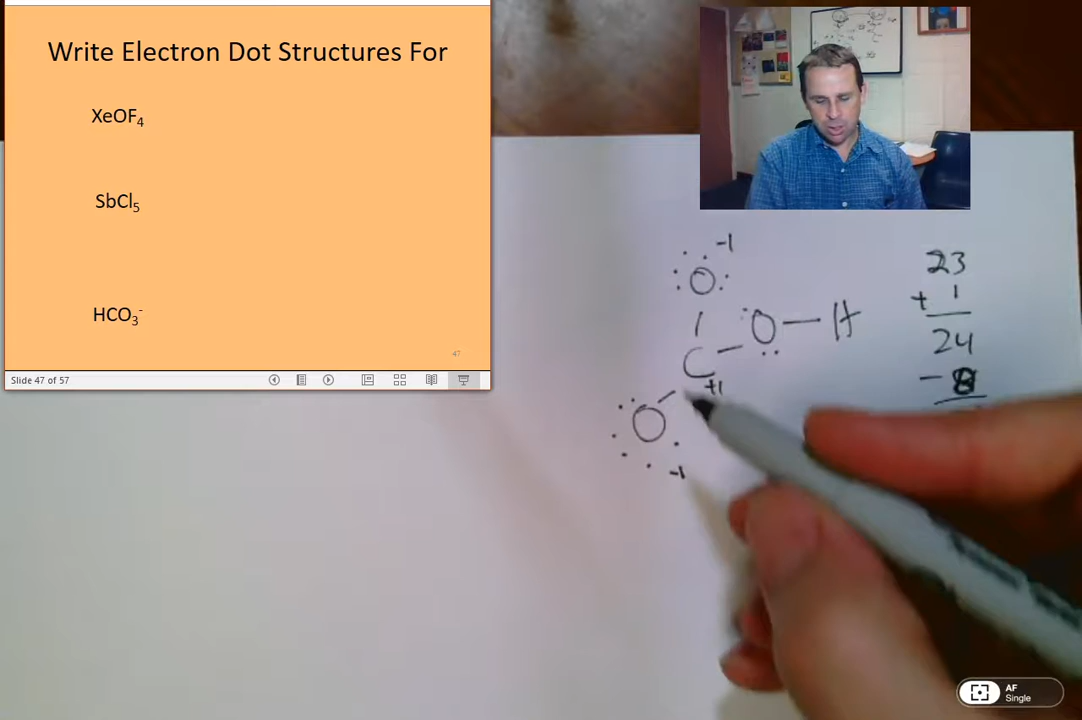 Write Electron Dot Structures For
XeOF₄
SbCl₅
HCO₃⁻
47
Slide 47 of 57
-1
O
O — H
C
+1
O
-1
23
+ 1
24
- 8
AF
Single